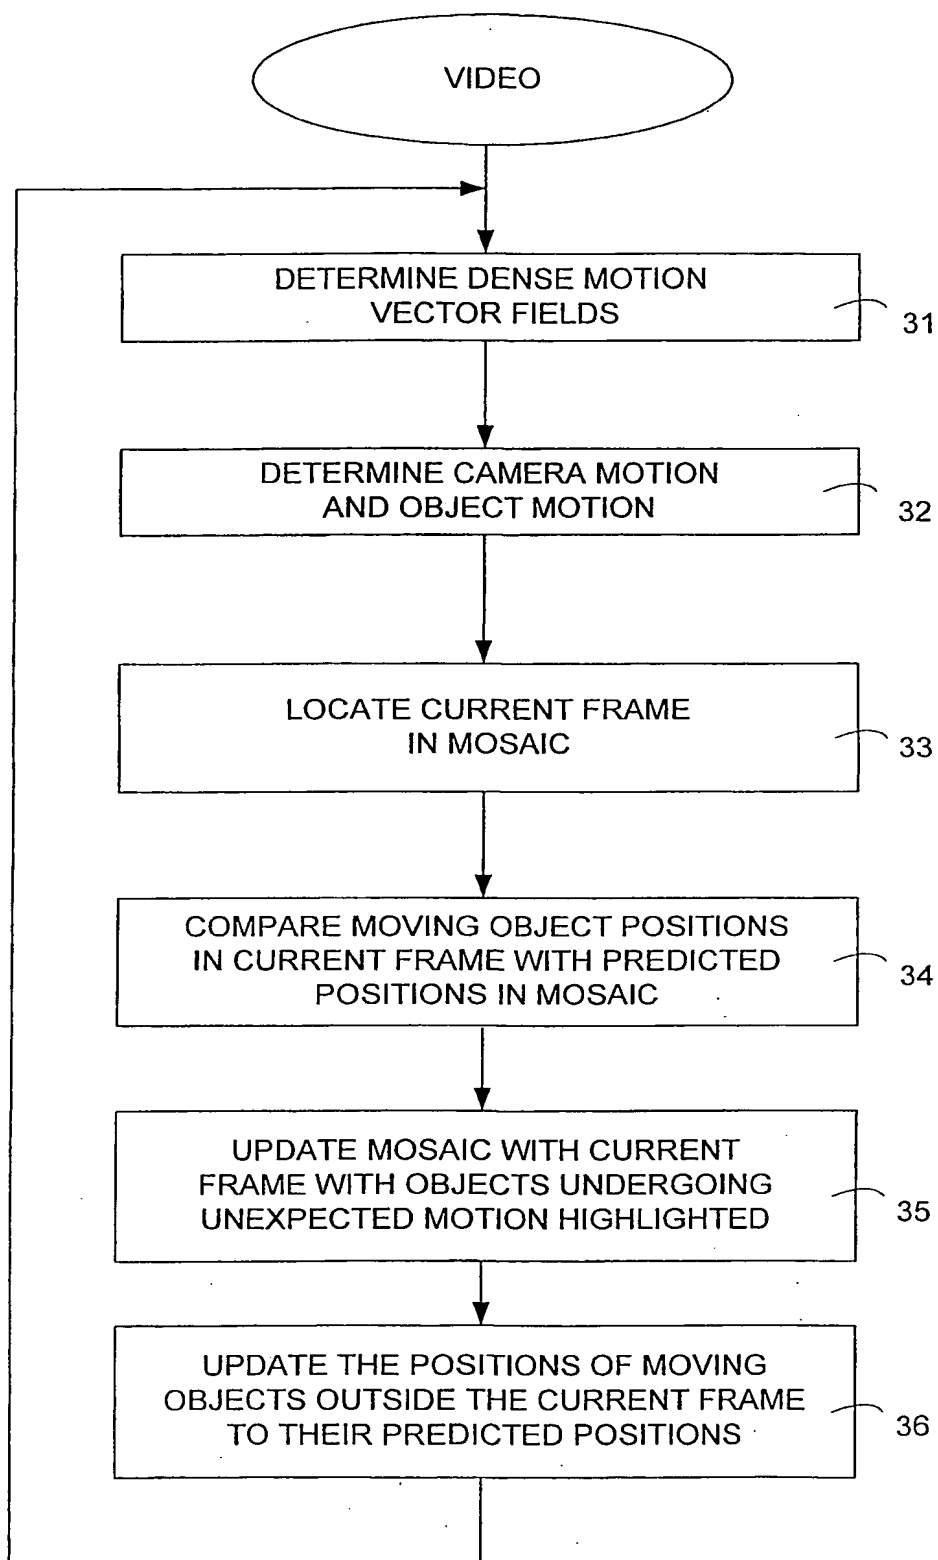 VIDEO
DETERMINE DENSE MOTION
VECTOR FIELDS
31
DETERMINE CAMERA MOTION
AND OBJECT MOTION
32
LOCATE CURRENT FRAME
IN MOSAIC
33
COMPARE MOVING OBJECT POSITIONS
IN CURRENT FRAME WITH PREDICTED
POSITIONS IN MOSAIC
34
UPDATE MOSAIC WITH CURRENT
FRAME WITH OBJECTS UNDERGOING
UNEXPECTED MOTION HIGHLIGHTED
35
UPDATE THE POSITIONS OF MOVING
OBJECTS OUTSIDE THE CURRENT FRAME
TO THEIR PREDICTED POSITIONS
36